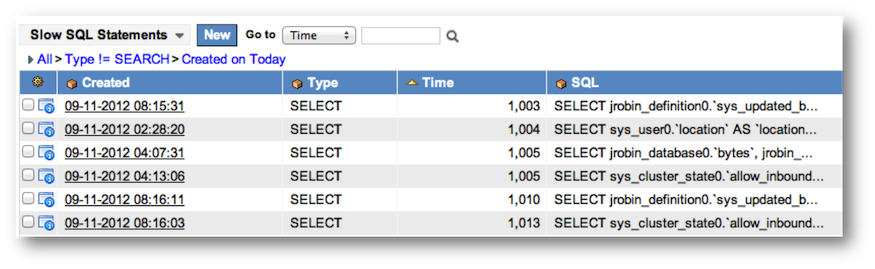 Slow SQL Statements New Go to Time
All > Type != SEARCH > Created on Today
Created Type Time SQL
09-11-2012 08:15:31 SELECT 1,003 SELECT jrobin_definition0.`sys_updated_b...
09-11-2012 02:28:20 SELECT 1,004 SELECT sys_user0.`location` AS `location...
09-11-2012 04:07:31 SELECT 1,005 SELECT jrobin_database0.`bytes`, jrobin_...
09-11-2012 04:13:06 SELECT 1,005 SELECT sys_cluster_state0.`allow_inbound...
09-11-2012 08:16:11 SELECT 1,010 SELECT jrobin_definition0.`sys_updated_b...
09-11-2012 08:16:03 SELECT 1,013 SELECT sys_cluster_state0.`allow_inbound...